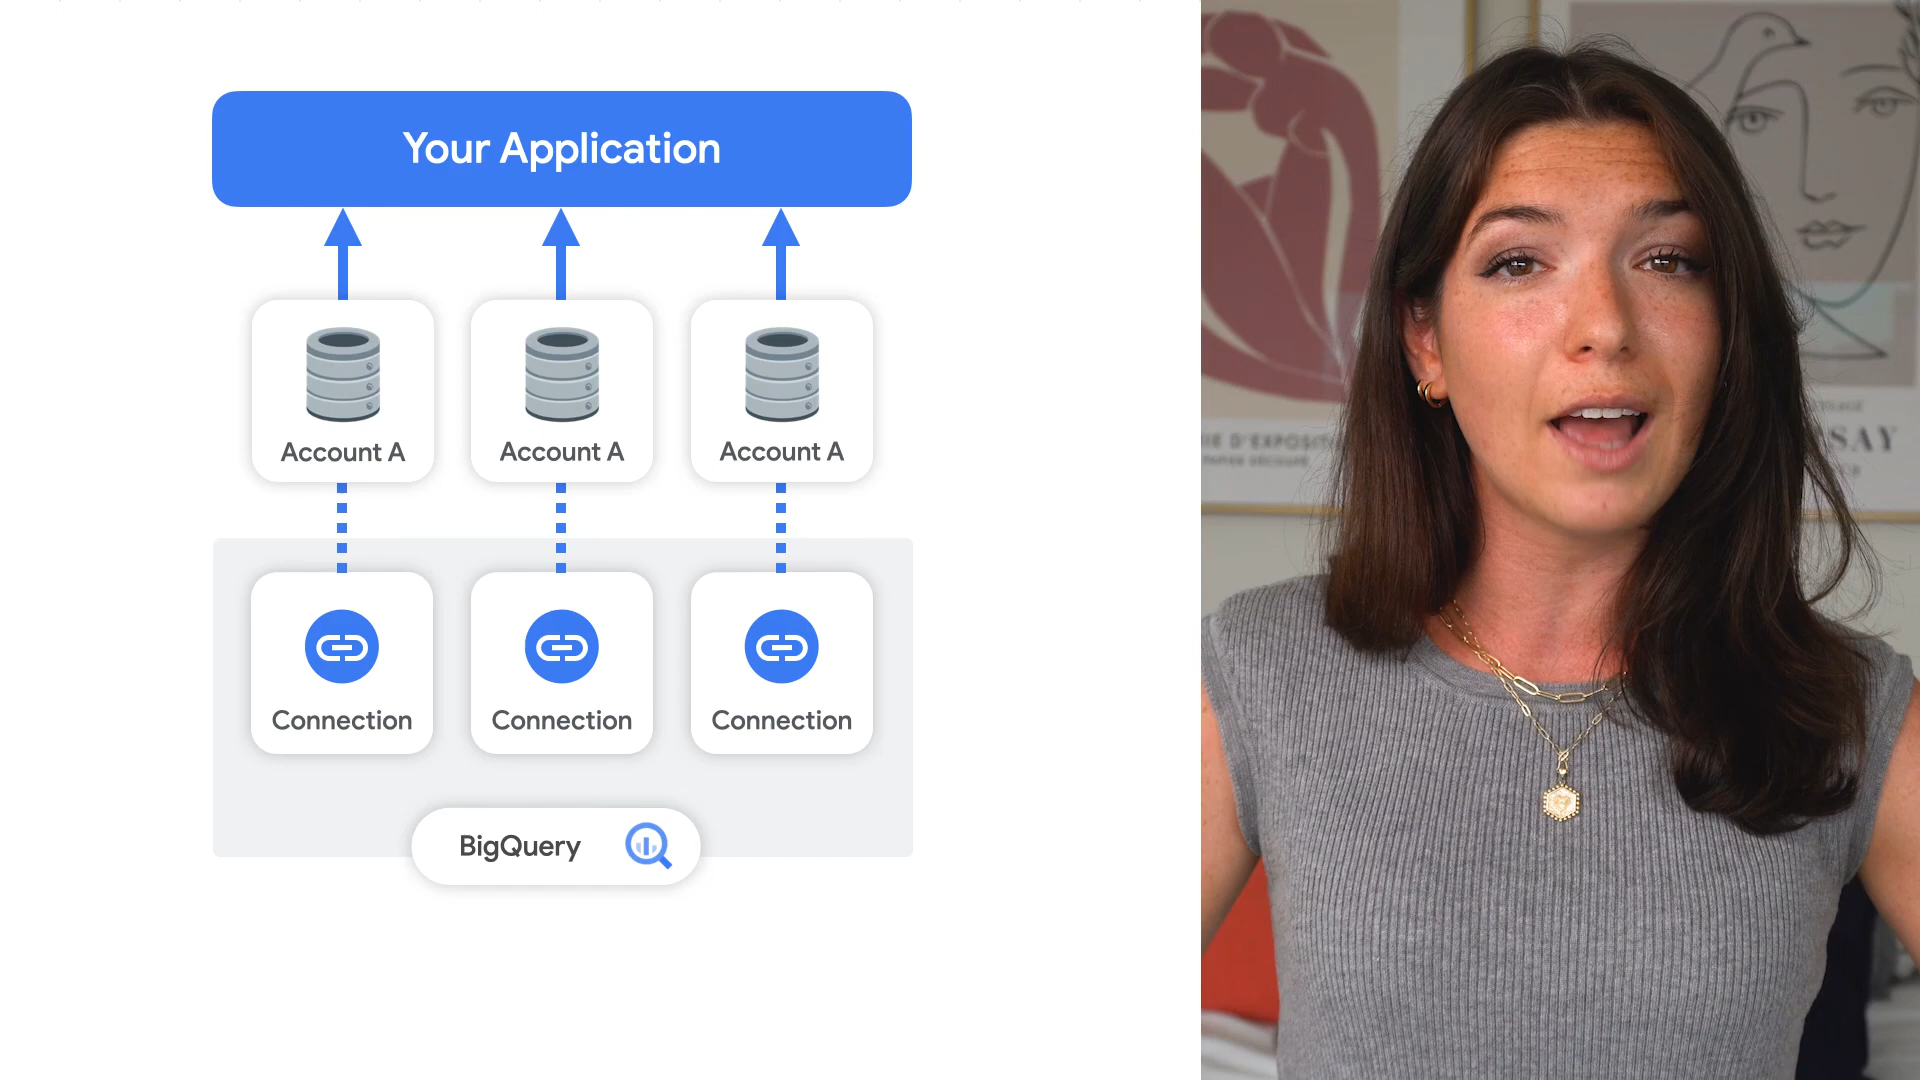 Your Application
Account A
Account A
Account A
Connection
Connection
Connection
BigQuery